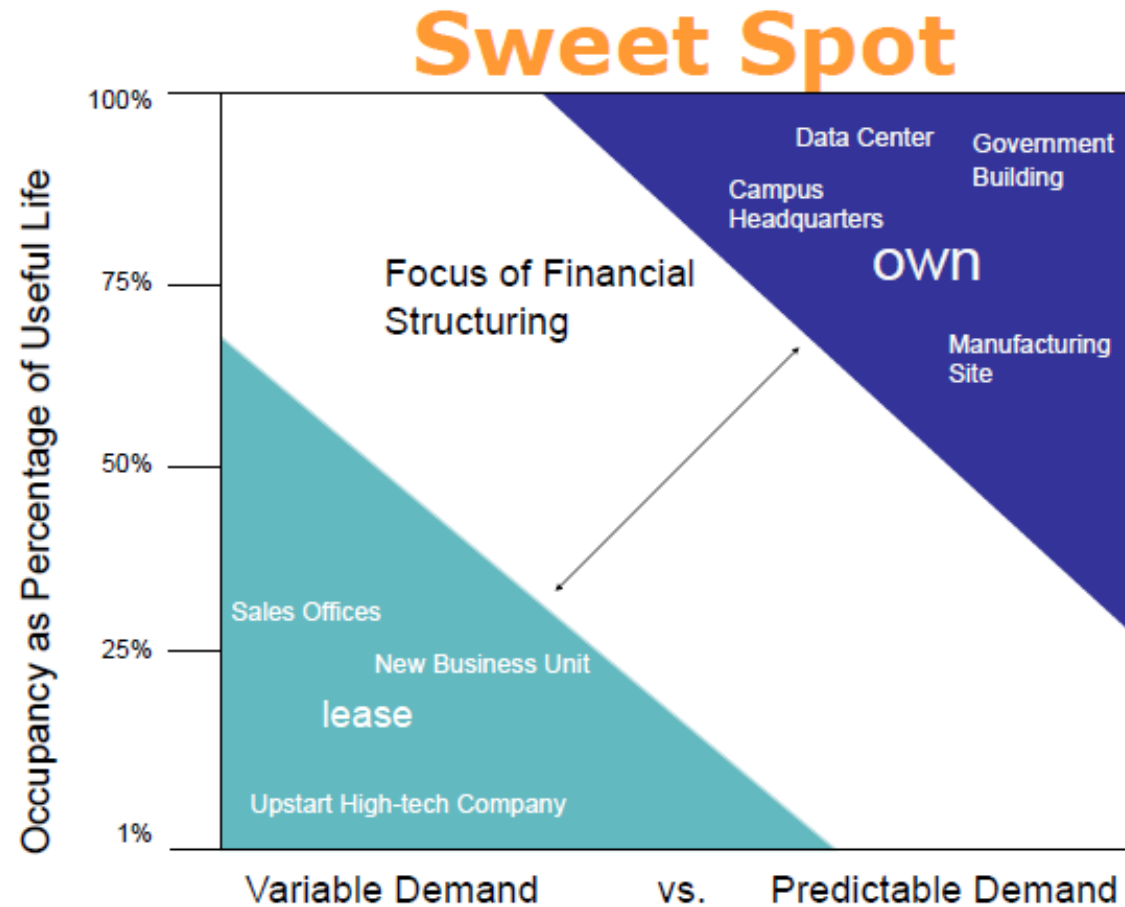 Sweet Spot
100%
75%
50%
25%
1%
Occupancy as Percentage of Useful Life
Data Center
Government
Building
Campus
Headquarters
own
Manufacturing
Site
Focus of Financial
Structuring
Sales Offices
New Business Unit
lease
Upstart High-tech Company
Variable Demand vs. Predictable Demand